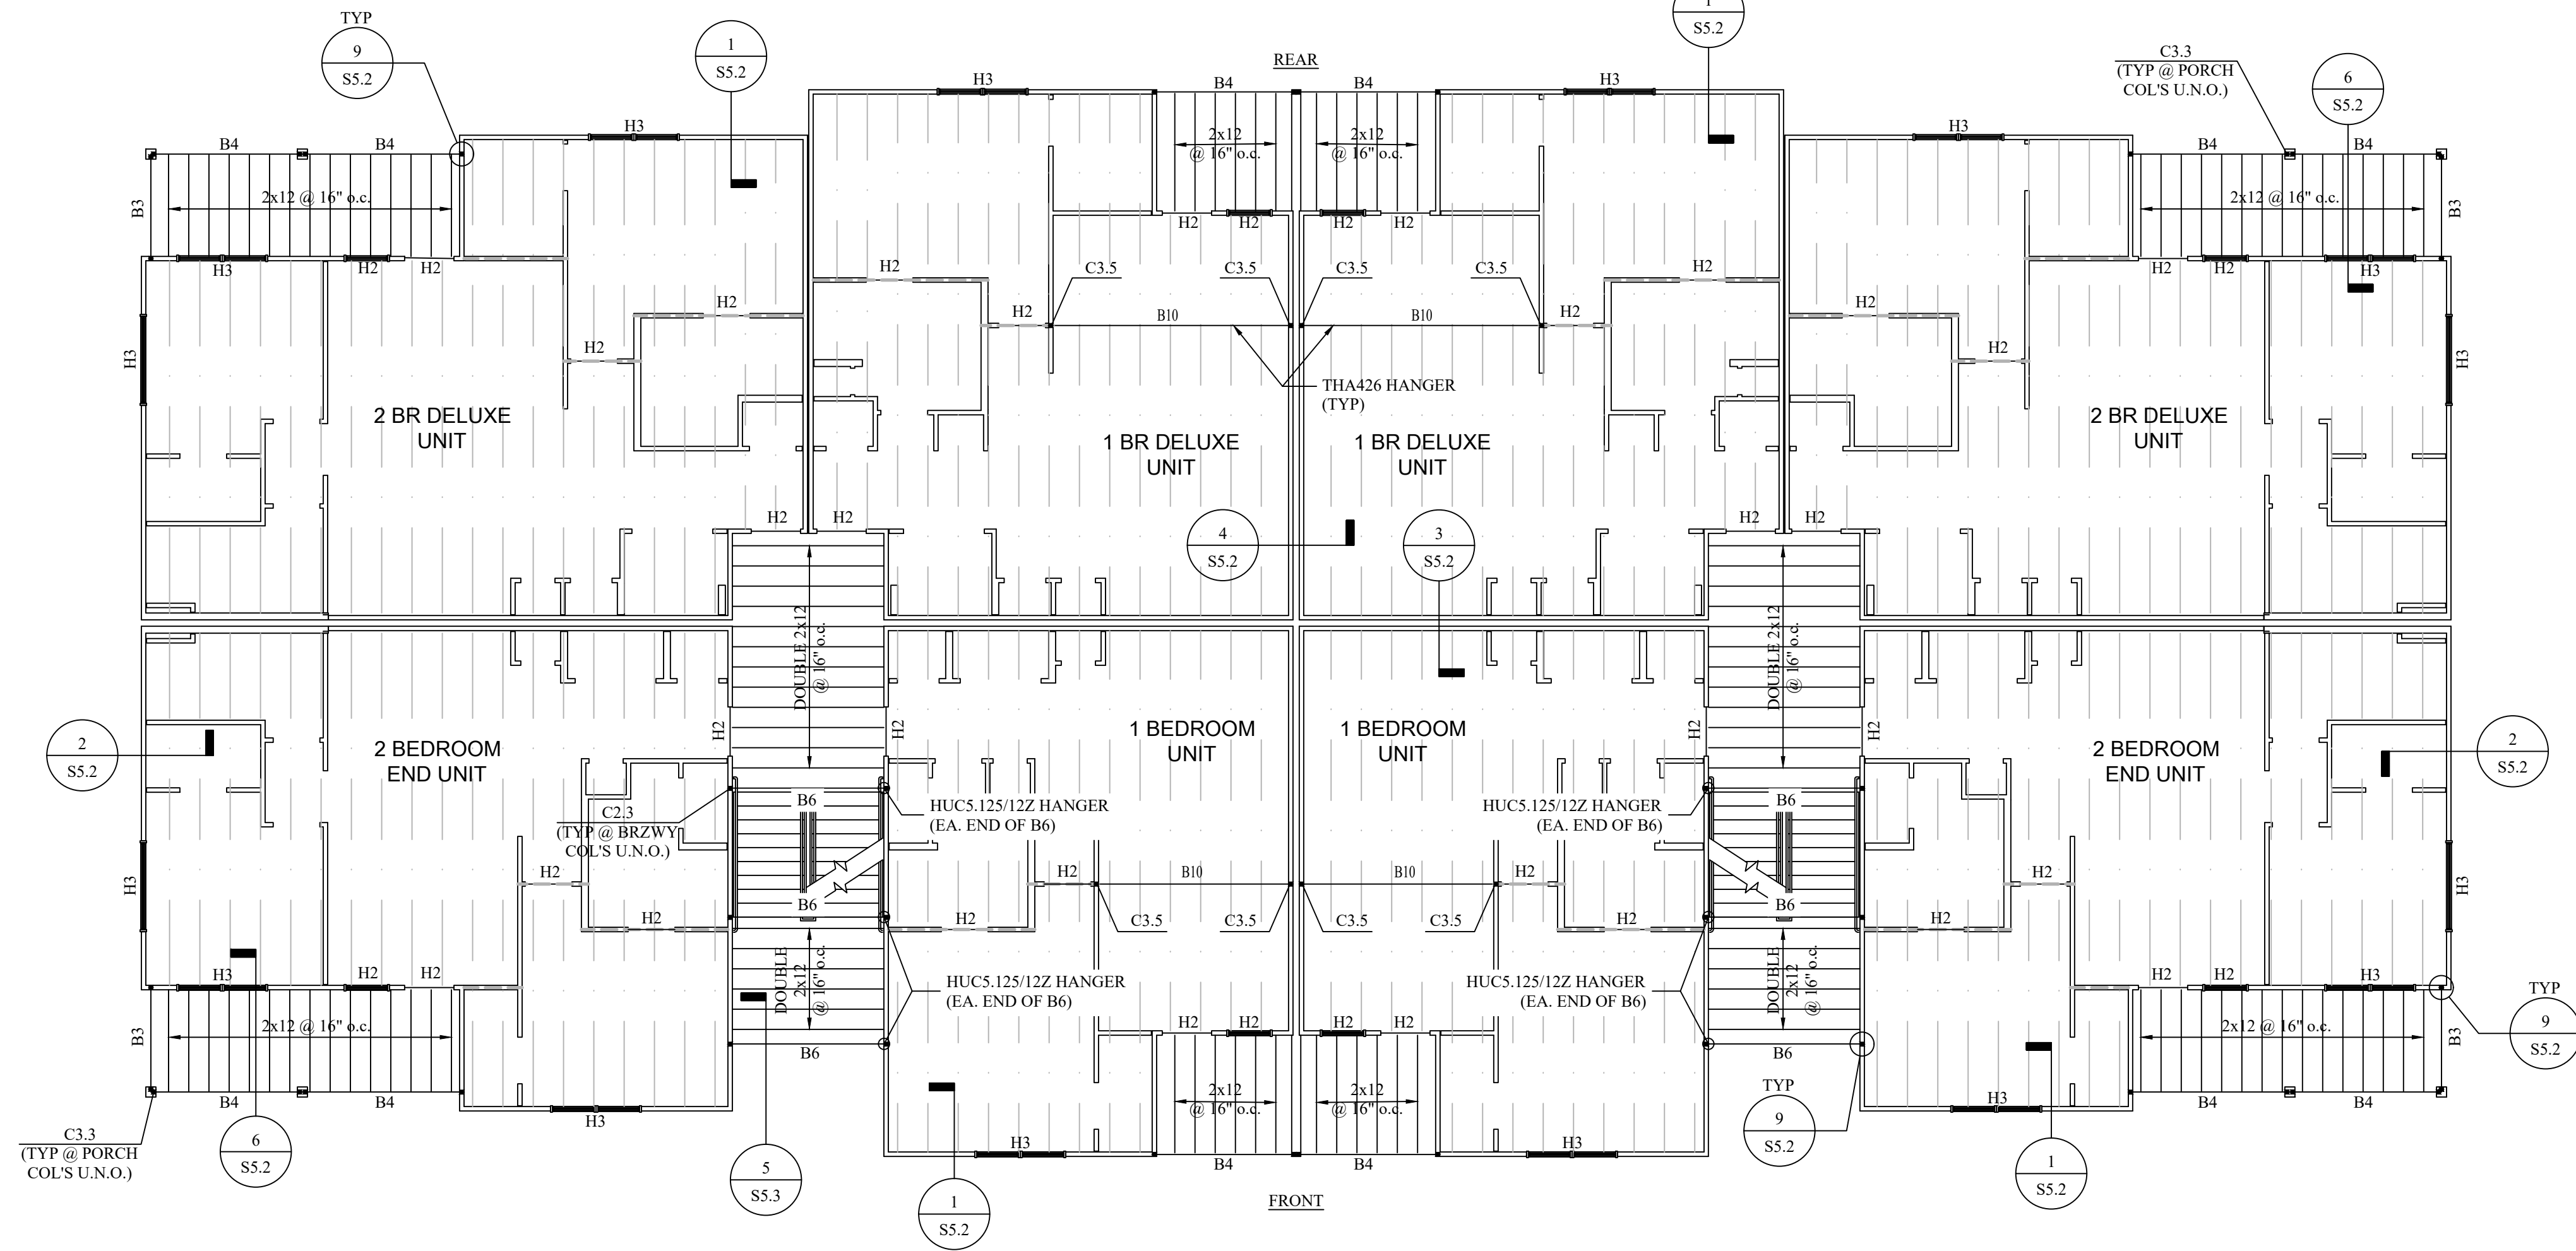 TYP
9
S5.2
1
S5.2
REAR
1
S5.2
C3.3
(TYP @ PORCH
COL'S U.N.O.)
6
S5.2
H3
B4
B4
H3
2x12
@ 16" o.c.
2x12
@ 16" o.c.
H3
H3
B4
B4
B4
B4
B3
2x12 @ 16" o.c.
2x12 @ 16" o.c.
B3
H2
H2
H2
H2
H3
H2
H2
H2
H2
H3
H2
C3.5
C3.5
C3.5
C3.5
H2
H2
H2
B10
B10
H2
H2
H2
H2
H3
H2
H2
H3
THA426 HANGER
(TYP)
2 BR DELUXE
UNIT
1 BR DELUXE
UNIT
1 BR DELUXE
UNIT
2 BR DELUXE
UNIT
H2
H2
H2
H2
4
S5.2
3
S5.2
DOUBLE 2x12
@ 16" o.c.
DOUBLE 2x12
@ 16" o.c.
H2
H2
H2
H2
2
S5.2
2 BEDROOM
END UNIT
1 BEDROOM
UNIT
1 BEDROOM
UNIT
2 BEDROOM
END UNIT
2
S5.2
C2.3
(TYP @ BRZWY
COL'S U.N.O.)
B6
HUC5.125/12Z HANGER
(EA. END OF B6)
HUC5.125/12Z HANGER
(EA. END OF B6)
B6
H3
H2
H2
B10
B10
H2
H2
H3
B6
B6
H2
H2
C3.5
C3.5
C3.5
C3.5
H2
H2
H3
H2
H2
DOUBLE
2x12
@ 16" o.c.
HUC5.125/12Z HANGER
(EA. END OF B6)
HUC5.125/12Z HANGER
(EA. END OF B6)
DOUBLE
2x12
@ 16" o.c.
H2
H2
H3
TYP
9
S5.2
B3
2x12 @ 16" o.c.
B6
H2
H2
H2
H2
B6
2x12 @ 16" o.c.
B3
B4
B4
H3
2x12
@ 16" o.c.
2x12
@ 16" o.c.
TYP
9
S5.2
H3
B4
B4
C3.3
(TYP @ PORCH
COL'S U.N.O.)
6
S5.2
5
S5.3
H3
B4
B4
H3
1
S5.2
1
S5.2
FRONT